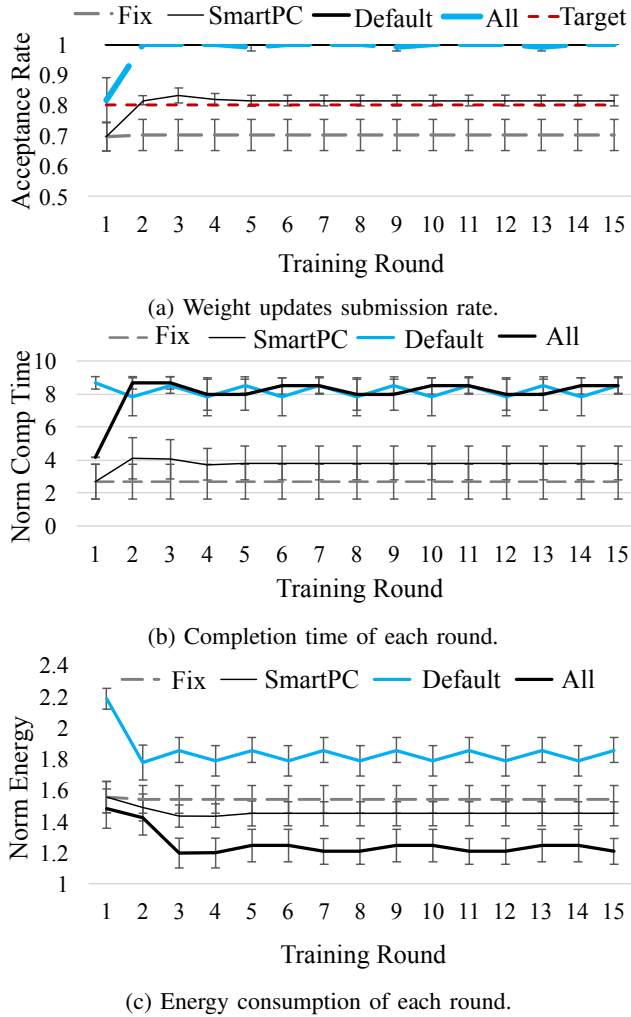 Fix SmartPC Default All Target
1
0.9
0.8
0.7
0.6
0.5
Acceptance Rate
1 2 3 4 5 6 7 8 9 10 11 12 13 14 15
Training Round
(a) Weight updates submission rate.
Fix SmartPC Default All
10
8
6
4
2
0
Norm Comp Time
1 2 3 4 5 6 7 8 9 10 11 12 13 14 15
Training Round
(b) Completion time of each round.
Fix SmartPC Default All
2.4
2.2
2
1.8
1.6
1.4
1.2
1
Norm Energy
1 2 3 4 5 6 7 8 9 10 11 12 13 14 15
Training Round
(c) Energy consumption of each round.